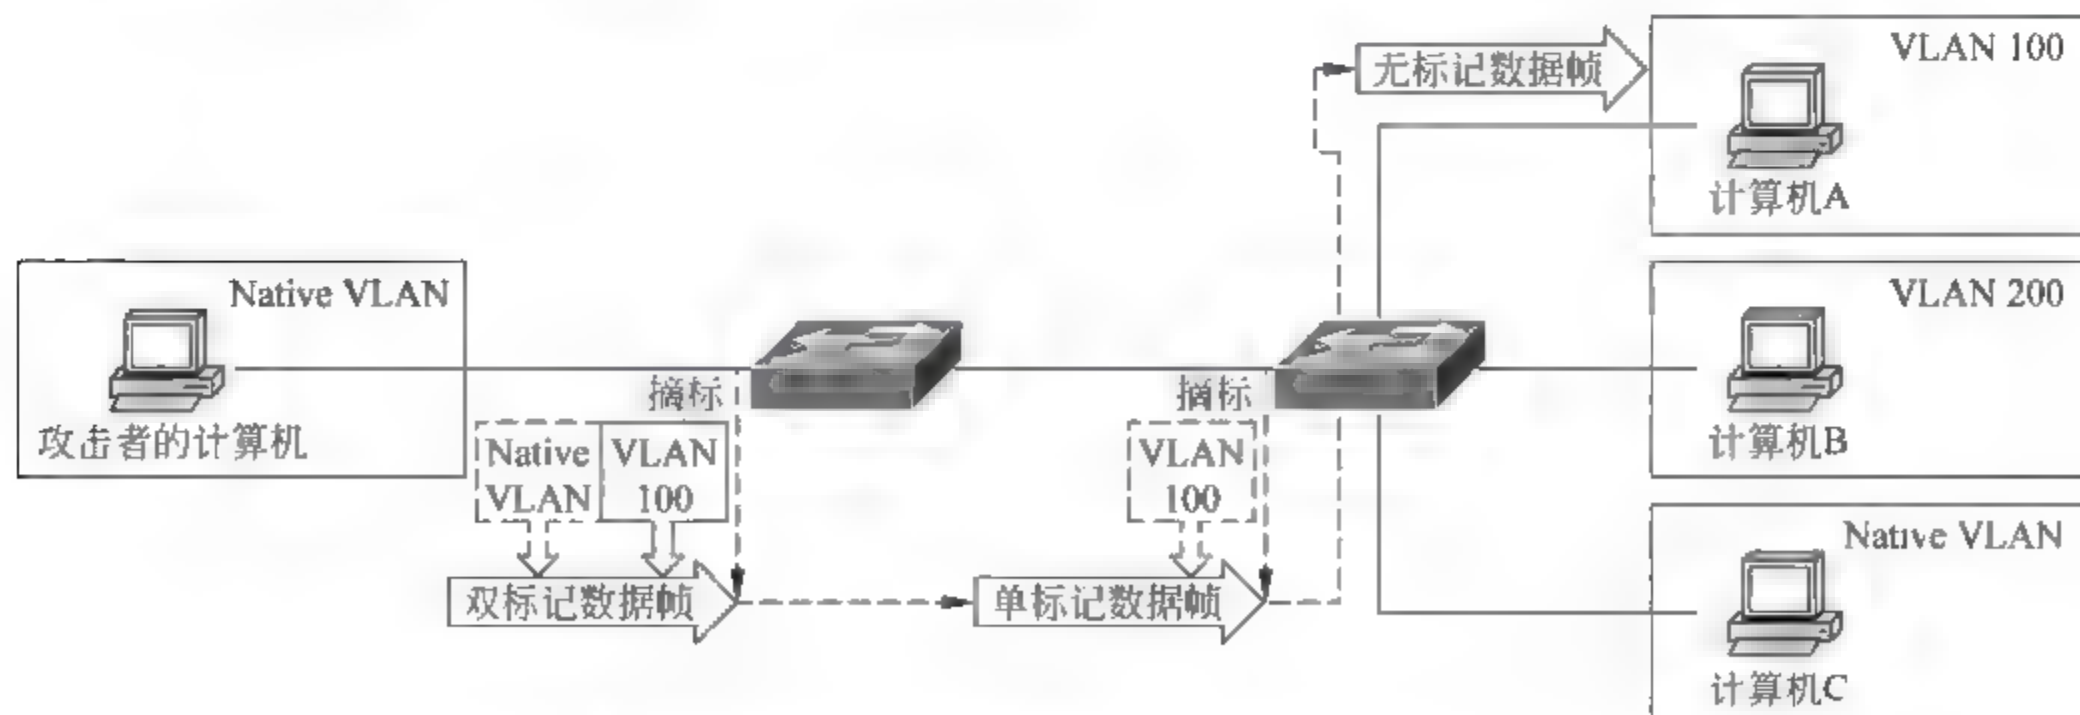 无标记数据帧
VLAN 100
计算机A
Native VLAN
攻击者的计算机
摘标
摘标
VLAN 200
计算机B
Native
VLAN
VLAN
100
VLAN
100
双标记数据帧
单标记数据帧
Native VLAN
计算机C